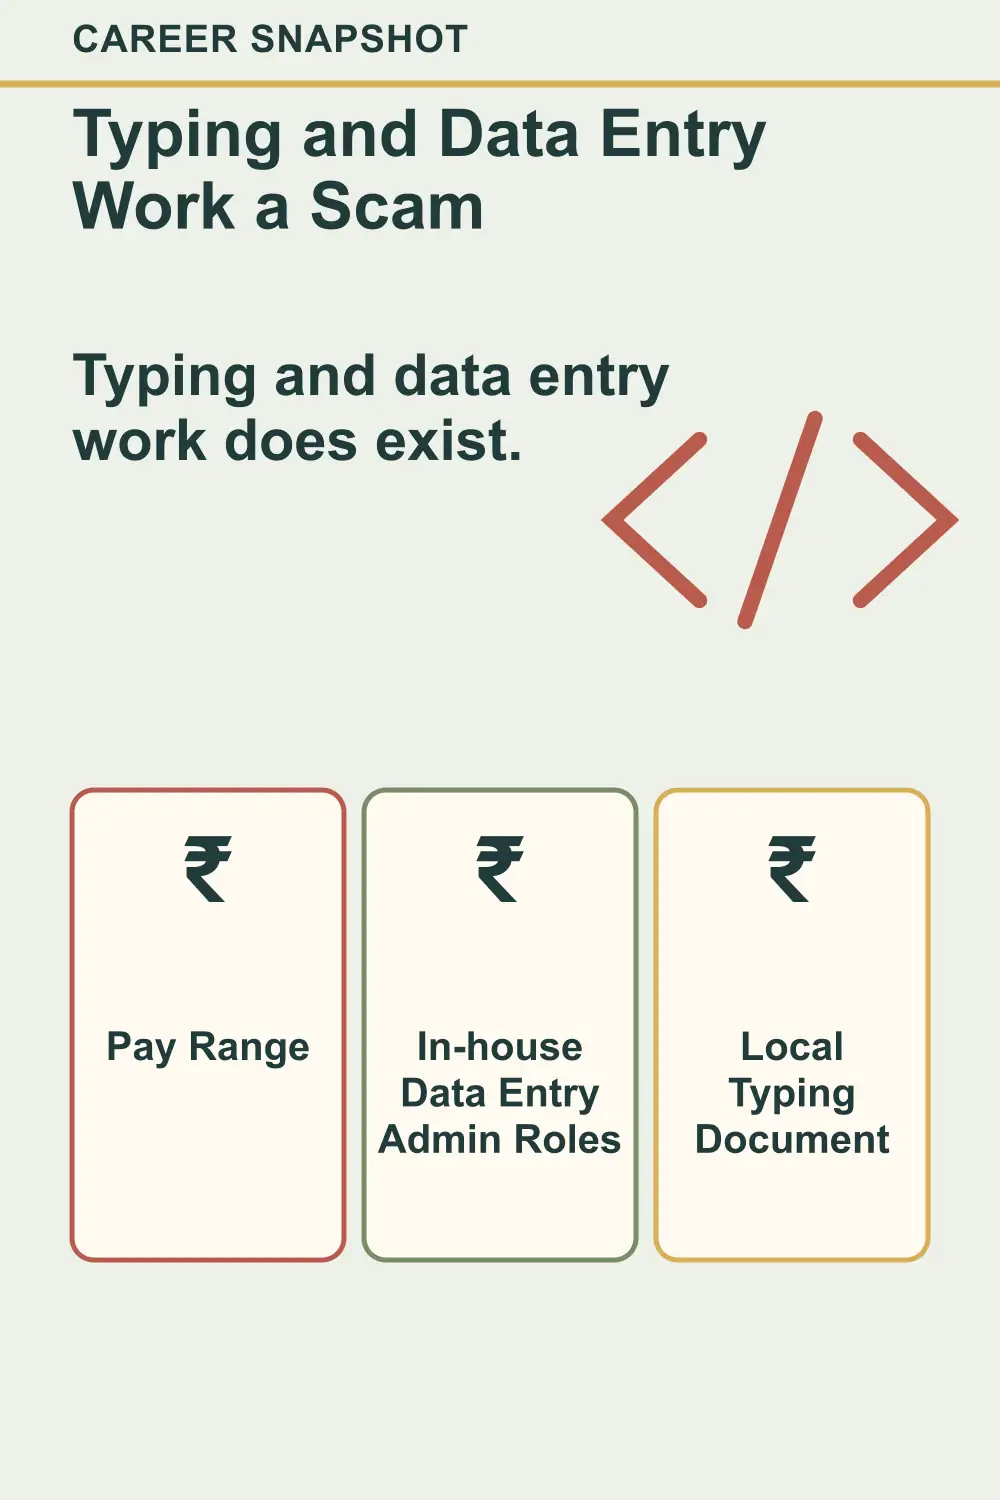 CAREER SNAPSHOT
Typing and Data Entry
Work a Scam
Typing and data entry
work does exist.
</>
₹
Pay Range
₹
In-house
Data Entry
Admin Roles
₹
Local
Typing
Document